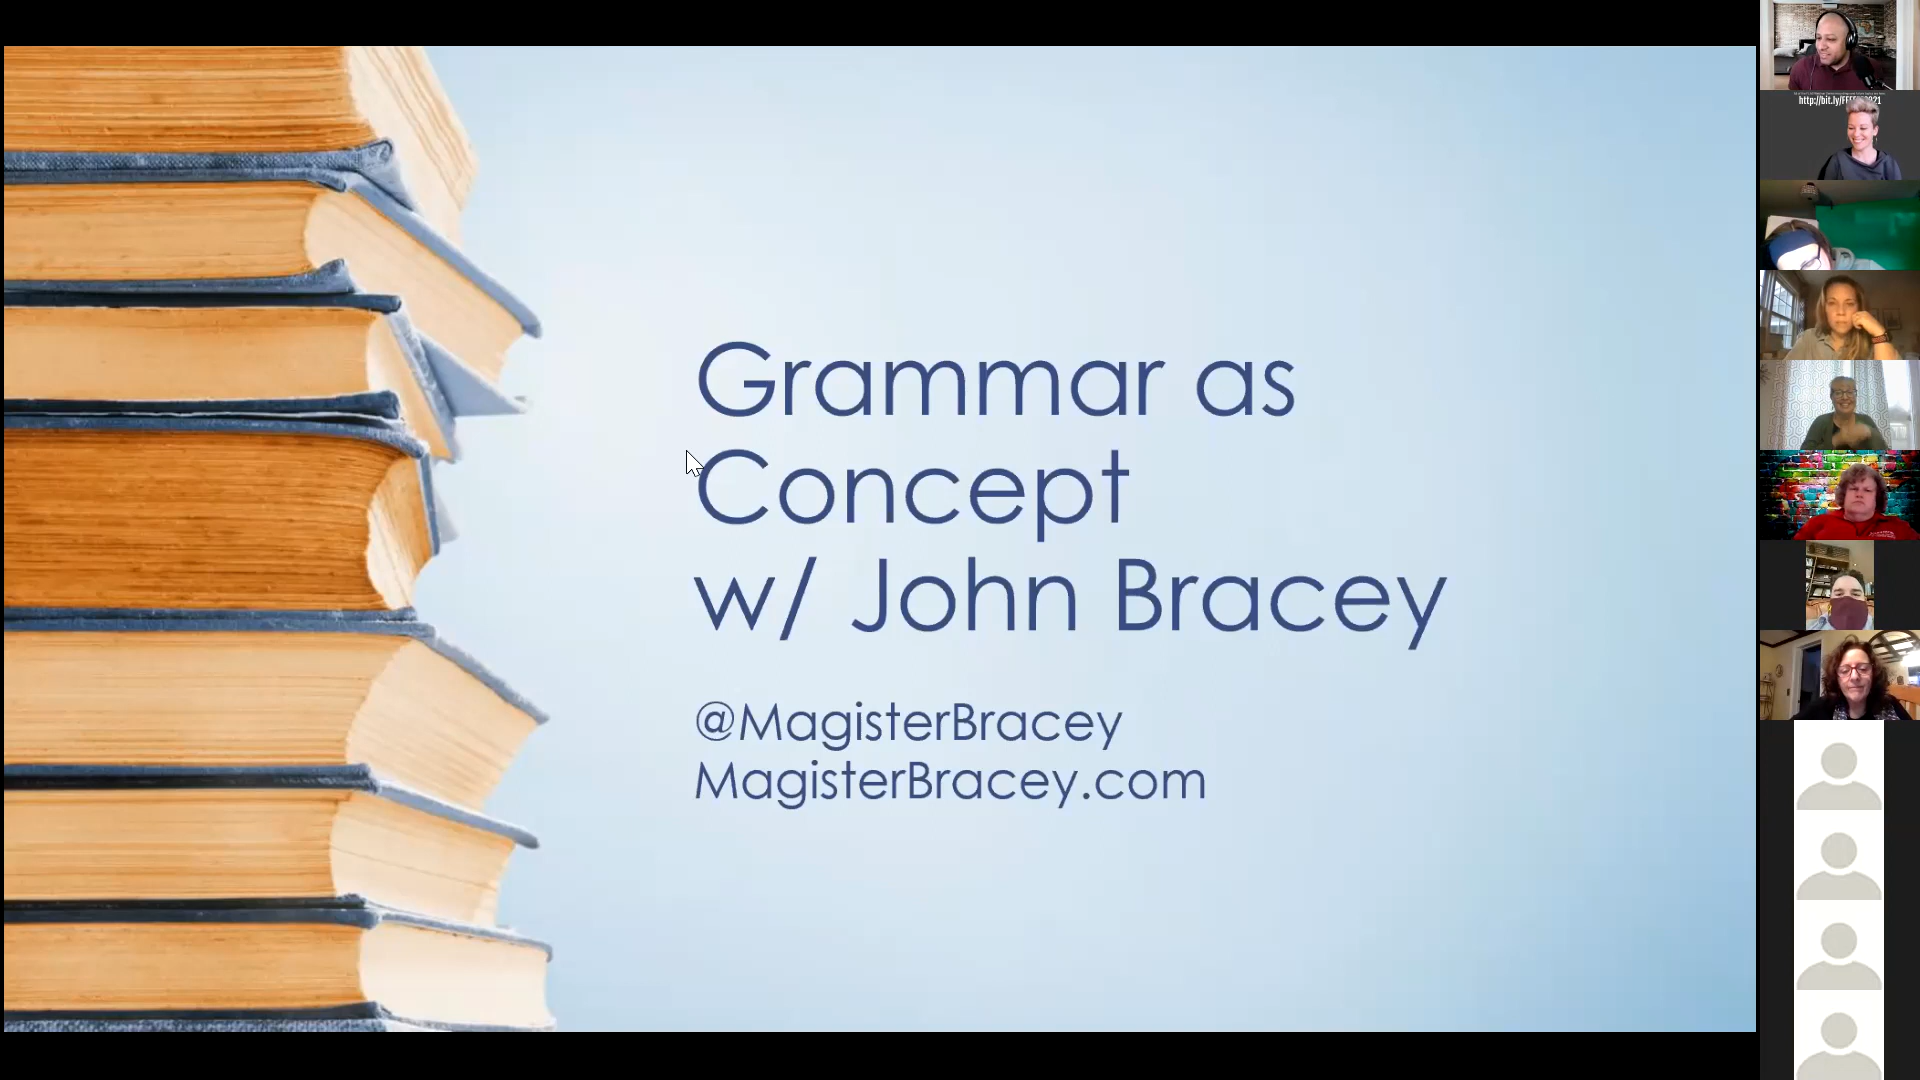 Grammar as
Concept
w/ John Bracey
@MagisterBracey
MagisterBracey.com